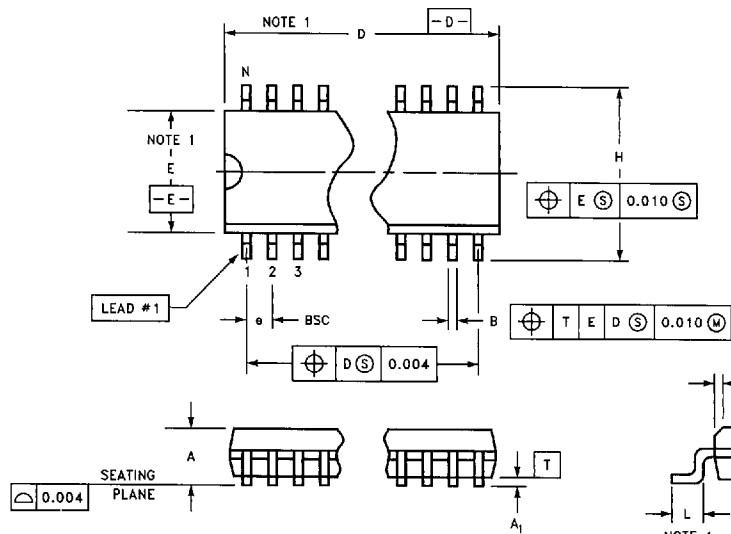 NOTE 1
D
-D-
N
NOTE 1
E
-E-
H
E Ⓢ 0.010 Ⓢ
1 2 3
LEAD #1
e BSC
B
T E D Ⓢ 0.010 Ⓜ
D Ⓢ 0.004
A
SEATING
PLANE
0.004
T
A₁
L
NOTE 1